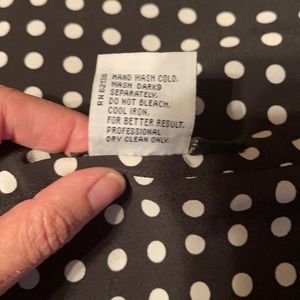 HAND WASH COLD.
WASH DARKS
SEPARATELY.
DO NOT BLEACH.
COOL IRON.
FOR BETTER RESULT.
PROFESSIONAL
DRY CLEAN ONLY.
RN 62136